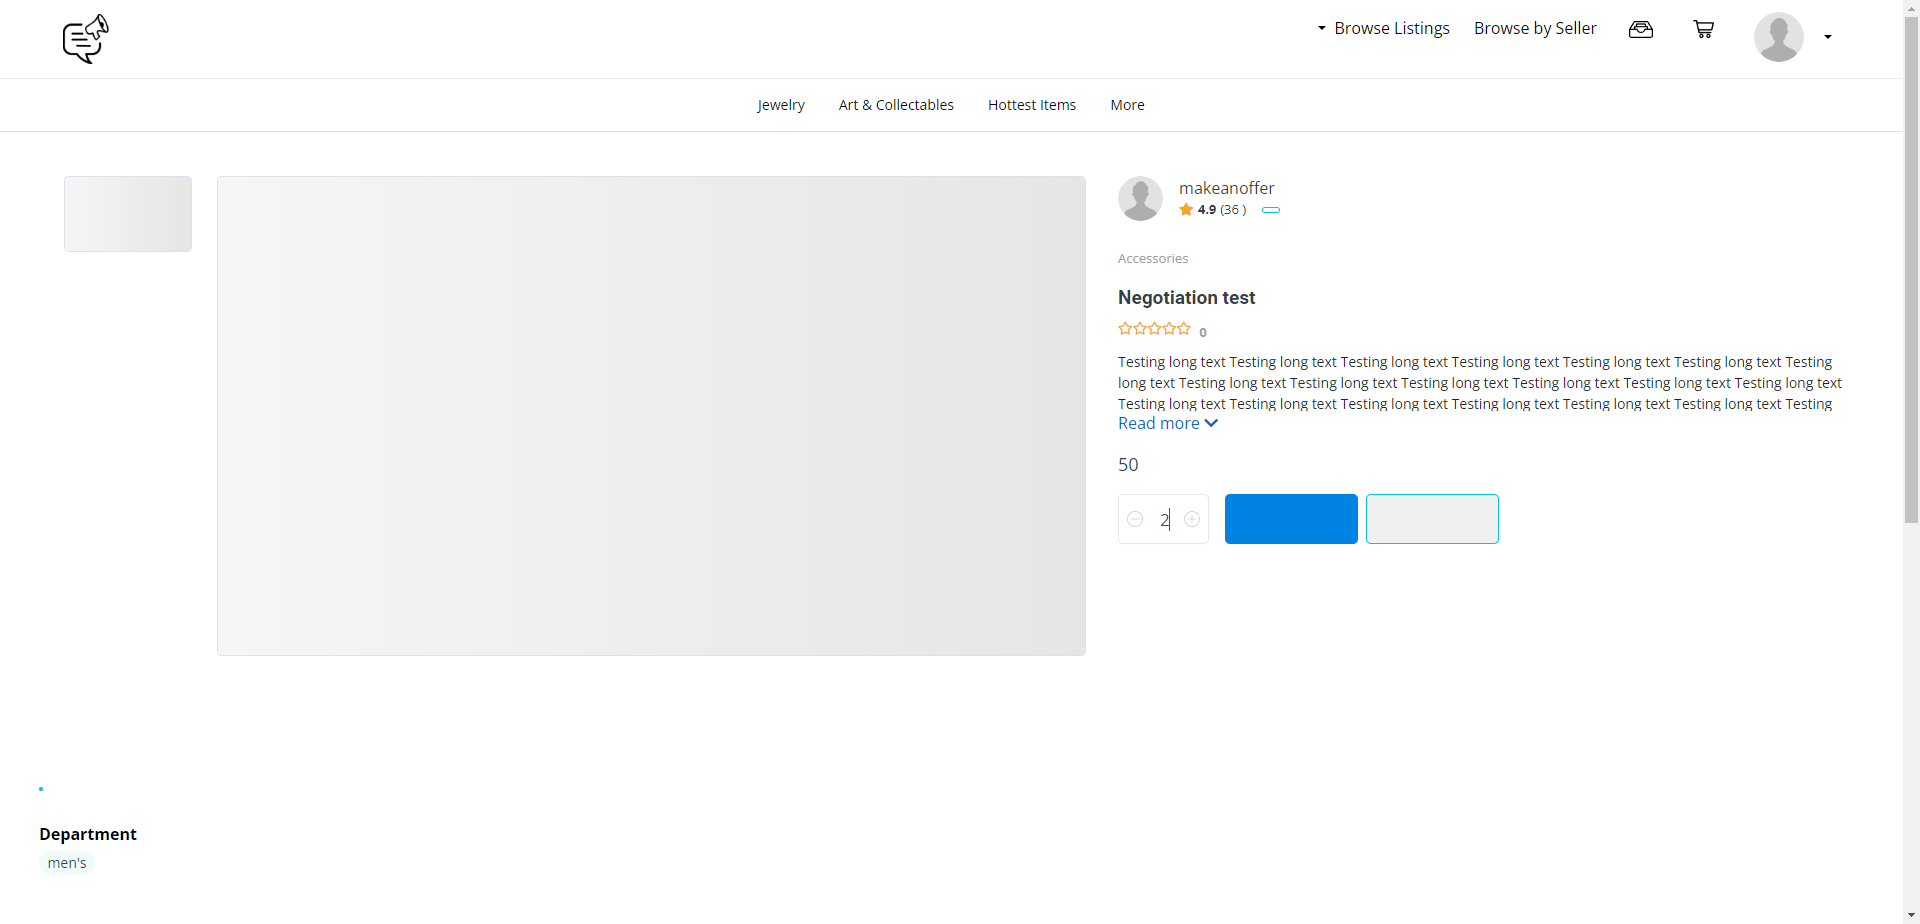 Browse Listings Browse by Seller
Jewelry Art & Collectables Hottest Items More
makeanoffer
4.9 (36 )
Accessories
Negotiation test
0
Testing long text Testing long text Testing long text Testing long text Testing long text Testing long text Testing
long text Testing long text Testing long text Testing long text Testing long text Testing long text Testing long text
Testing long text Testing long text Testing long text Testing long text Testing long text Testing long text Testing
Read more
50
2
Department
men's